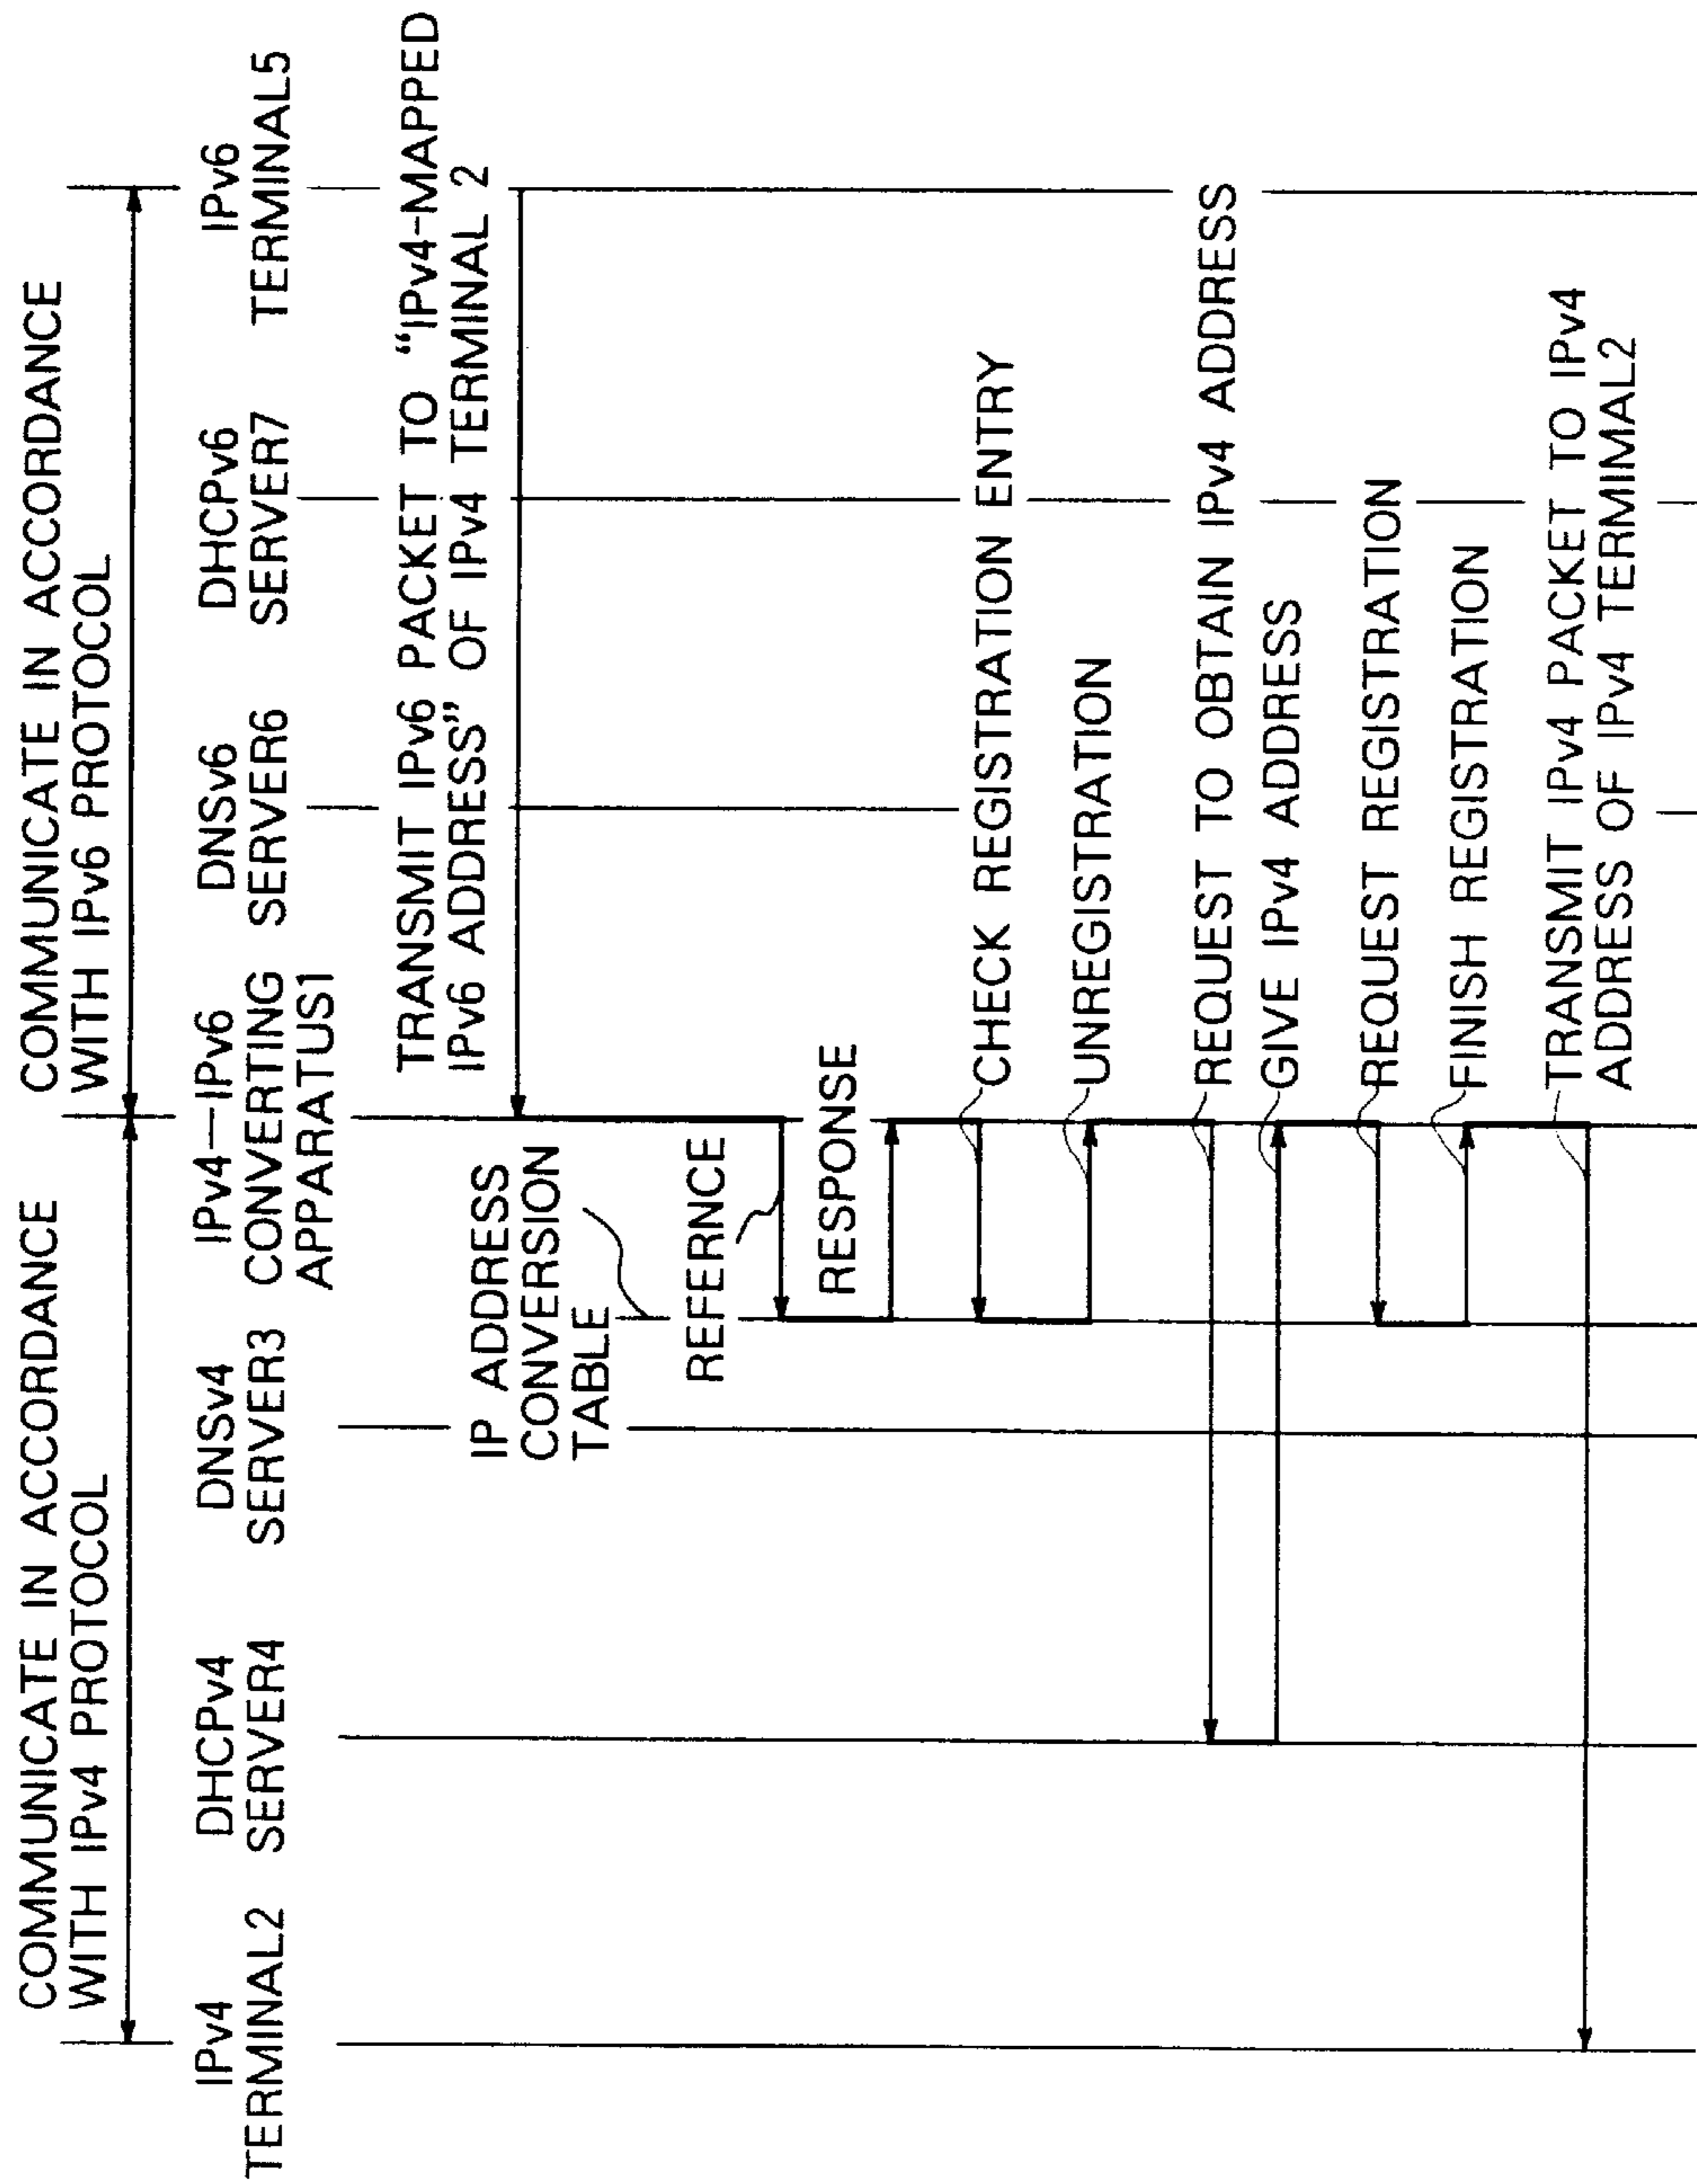 COMMUNICATE IN ACCORDANCE
WITH IPv4 PROTOCOL
COMMUNICATE IN ACCORDANCE
WITH IPv6 PROTOCOL
IPv4
TERMINAL2
DHCPv4
SERVER4
DNSv4
SERVER3
IPv4-IPv6
CONVERTING
APPARATUS1
DNSv6
SERVER6
DHCPv6
SERVER7
IPv6
TERMINAL5
TRANSMIT IPv6 PACKET TO "IPv4-MAPPED
IPv6 ADDRESS" OF IPv4 TERMINAL 2
IP ADDRESS
CONVERSION
TABLE
REFERNCE
RESPONSE
CHECK REGISTRATION ENTRY
UNREGISTRATION
REQUEST TO OBTAIN IPv4 ADDRESS
GIVE IPv4 ADDRESS
REQUEST REGISTRATION
FINISH REGISTRATION
TRANSMIT IPv4 PACKET TO IPv4
ADDRESS OF IPv4 TERMIMAL2